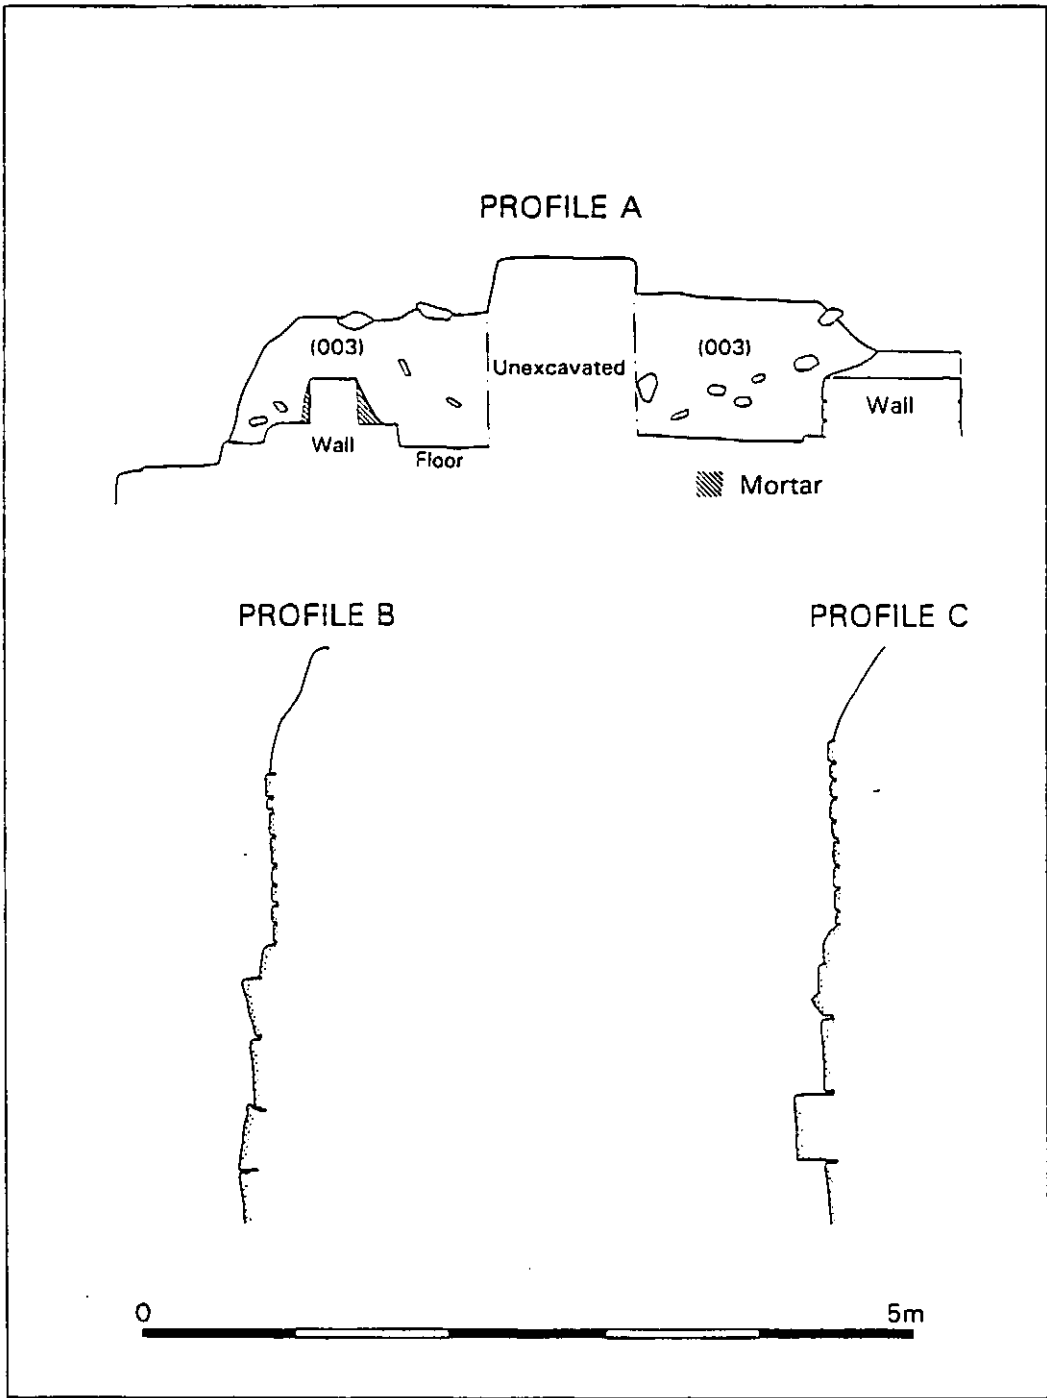 PROFILE A
(003)
Unexcavated
(003)
Wall
Wall
Floor
Mortar
PROFILE B
PROFILE C
0
5m